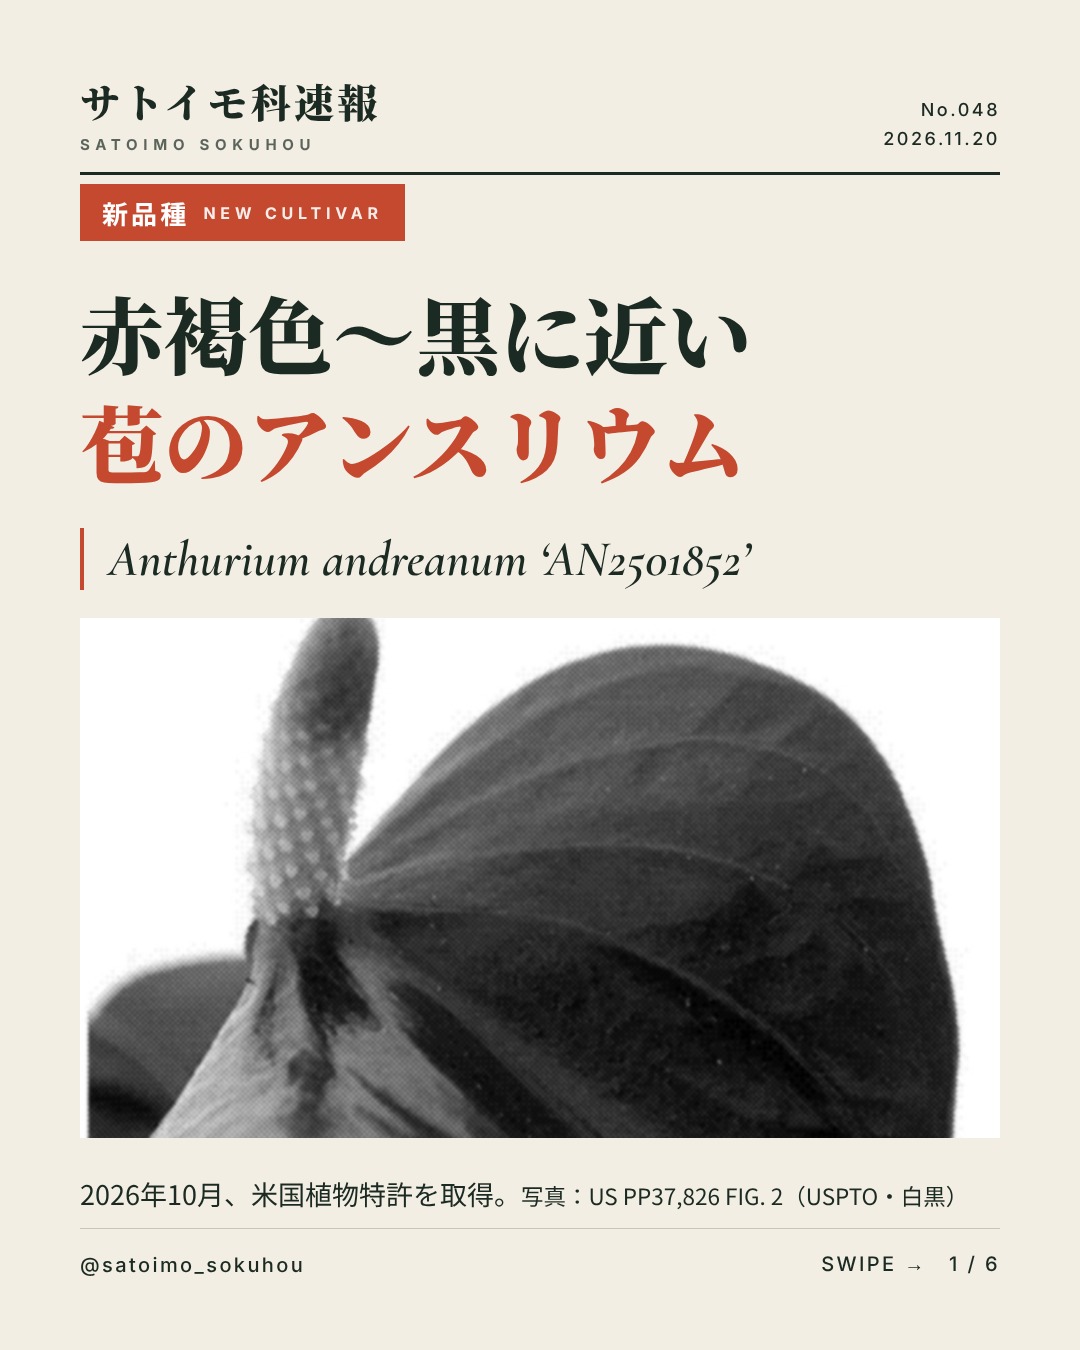 サトイモ科速報
SATOIMO SOKUHOU
No.048
2026.11.20
新品種 NEW CULTIVAR
赤褐色〜黒に近い
苞のアンスリウム
Anthurium andreanum ‘AN2501852’
2026年10月、米国植物特許を取得。写真：US PP37,826 FIG. 2（USPTO・白黒）
@satoimo_sokuhou
SWIPE → 1 / 6